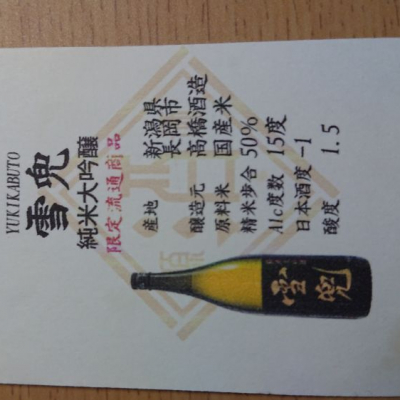 YUKIKABUTO
雪兜
純米大吟醸
限定流通商品
産地 新潟県
長岡市
醸造元 高橋酒造
原料米 国産米
精米歩合 50%
Alc度数 15度
日本酒度 -1
酸度 1.5
雪兜